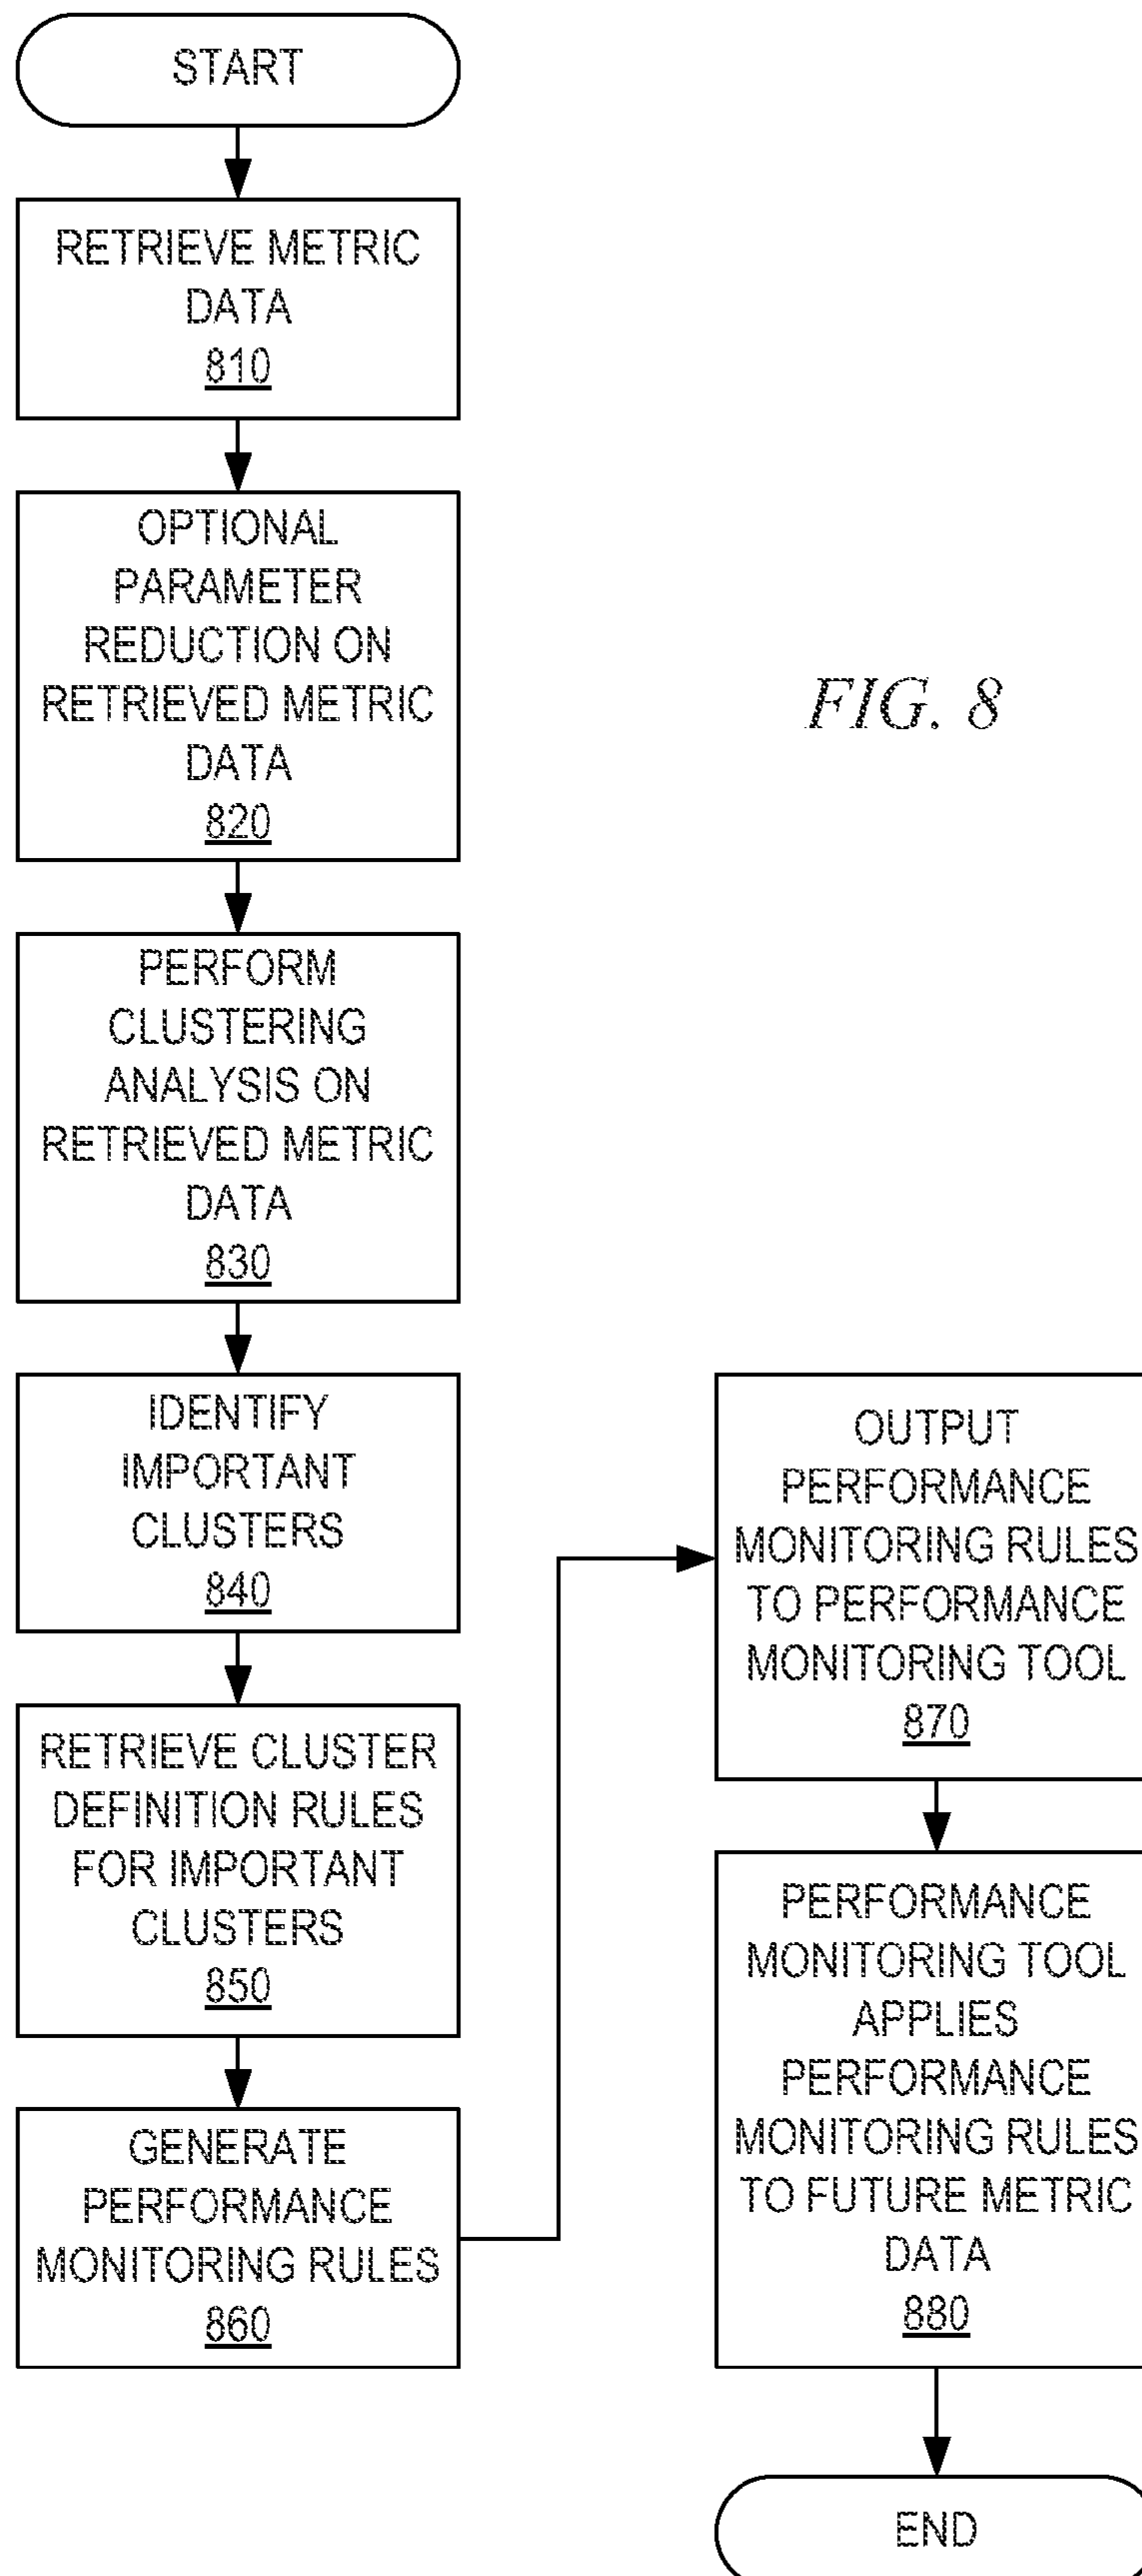 START
RETRIEVE METRIC
DATA
810
OPTIONAL
PARAMETER
REDUCTION ON
RETRIEVED METRIC
DATA
820
PERFORM
CLUSTERING
ANALYSIS ON
RETRIEVED METRIC
DATA
830
IDENTIFY
IMPORTANT
CLUSTERS
840
RETRIEVE CLUSTER
DEFINITION RULES
FOR IMPORTANT
CLUSTERS
850
GENERATE
PERFORMANCE
MONITORING RULES
860
OUTPUT
PERFORMANCE
MONITORING RULES
TO PERFORMANCE
MONITORING TOOL
870
PERFORMANCE
MONITORING TOOL
APPLIES
PERFORMANCE
MONITORING RULES
TO FUTURE METRIC
DATA
880
END
FIG. 8